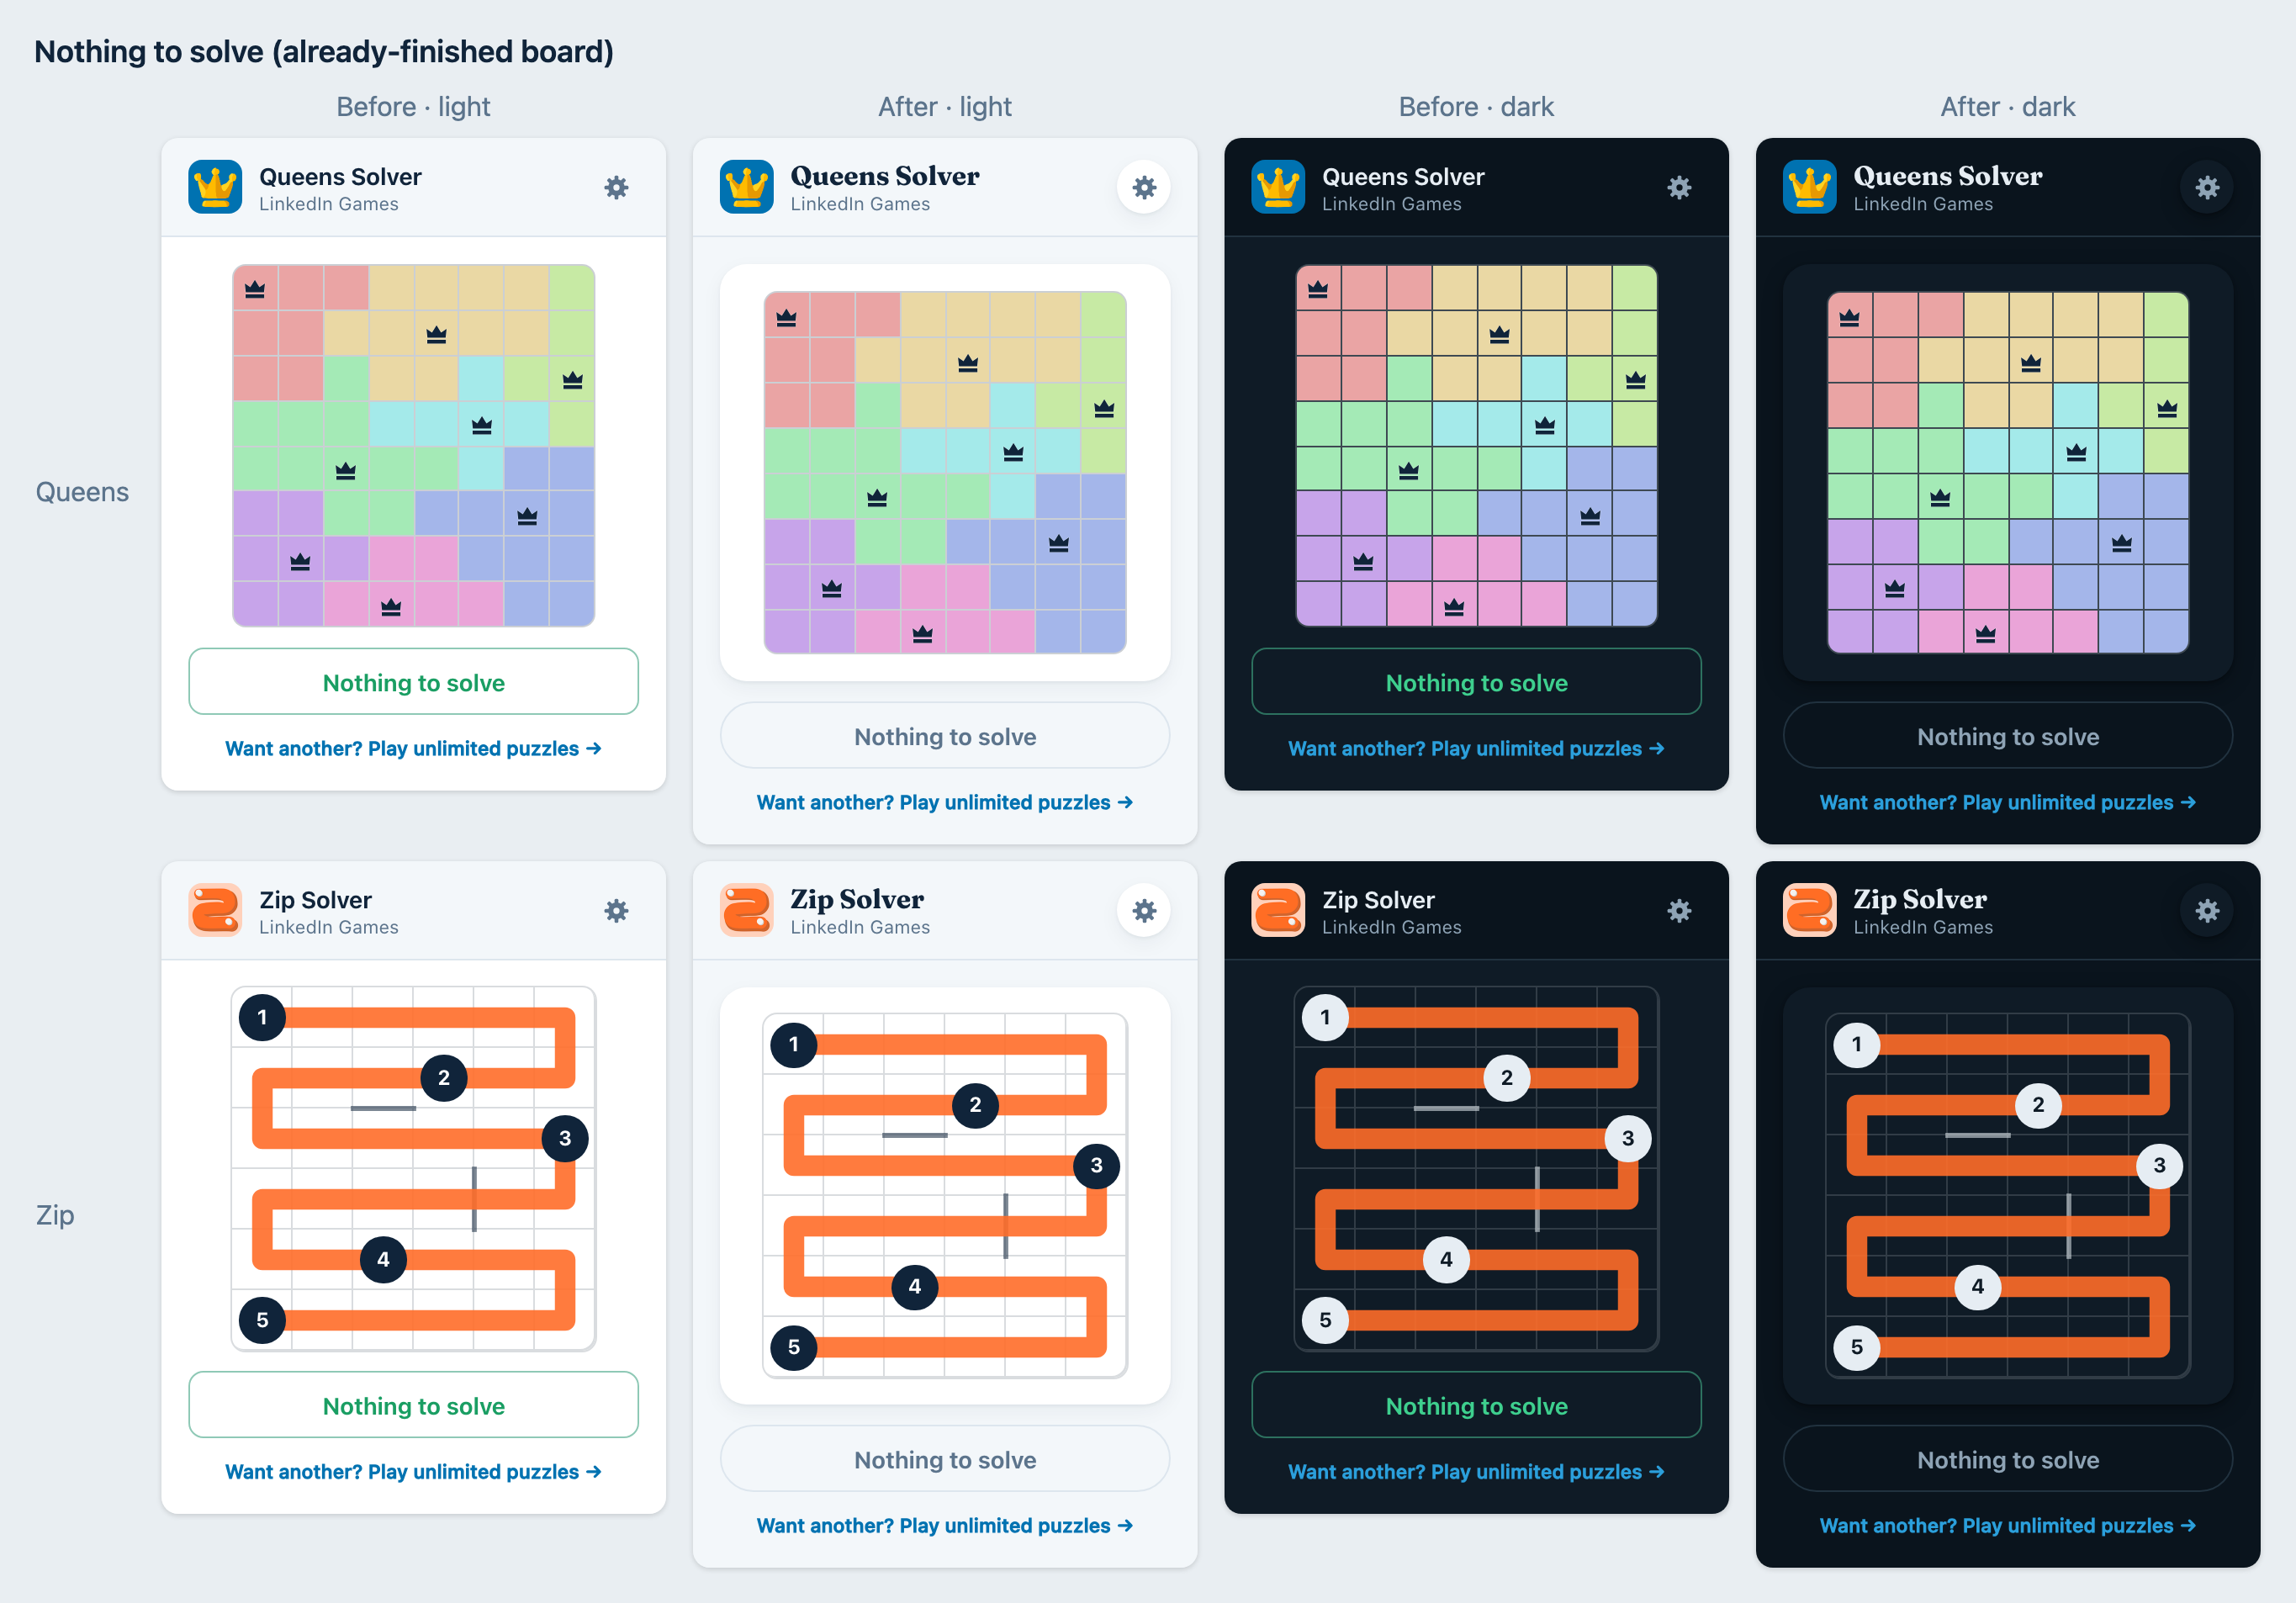 Nothing to solve (already-finished board)
Before · light
After · light
Before · dark
After · dark
Queens
Queens Solver
LinkedIn Games
Nothing to solve
Want another? Play unlimited puzzles →
Queens Solver
LinkedIn Games
Nothing to solve
Want another? Play unlimited puzzles →
Queens Solver
LinkedIn Games
Nothing to solve
Want another? Play unlimited puzzles →
Queens Solver
LinkedIn Games
Nothing to solve
Want another? Play unlimited puzzles →
Zip
Zip Solver
LinkedIn Games
1
2
3
4
5
Nothing to solve
Want another? Play unlimited puzzles →
Zip Solver
LinkedIn Games
1
2
3
4
5
Nothing to solve
Want another? Play unlimited puzzles →
Zip Solver
LinkedIn Games
1
2
3
4
5
Nothing to solve
Want another? Play unlimited puzzles →
Zip Solver
LinkedIn Games
1
2
3
4
5
Nothing to solve
Want another? Play unlimited puzzles →